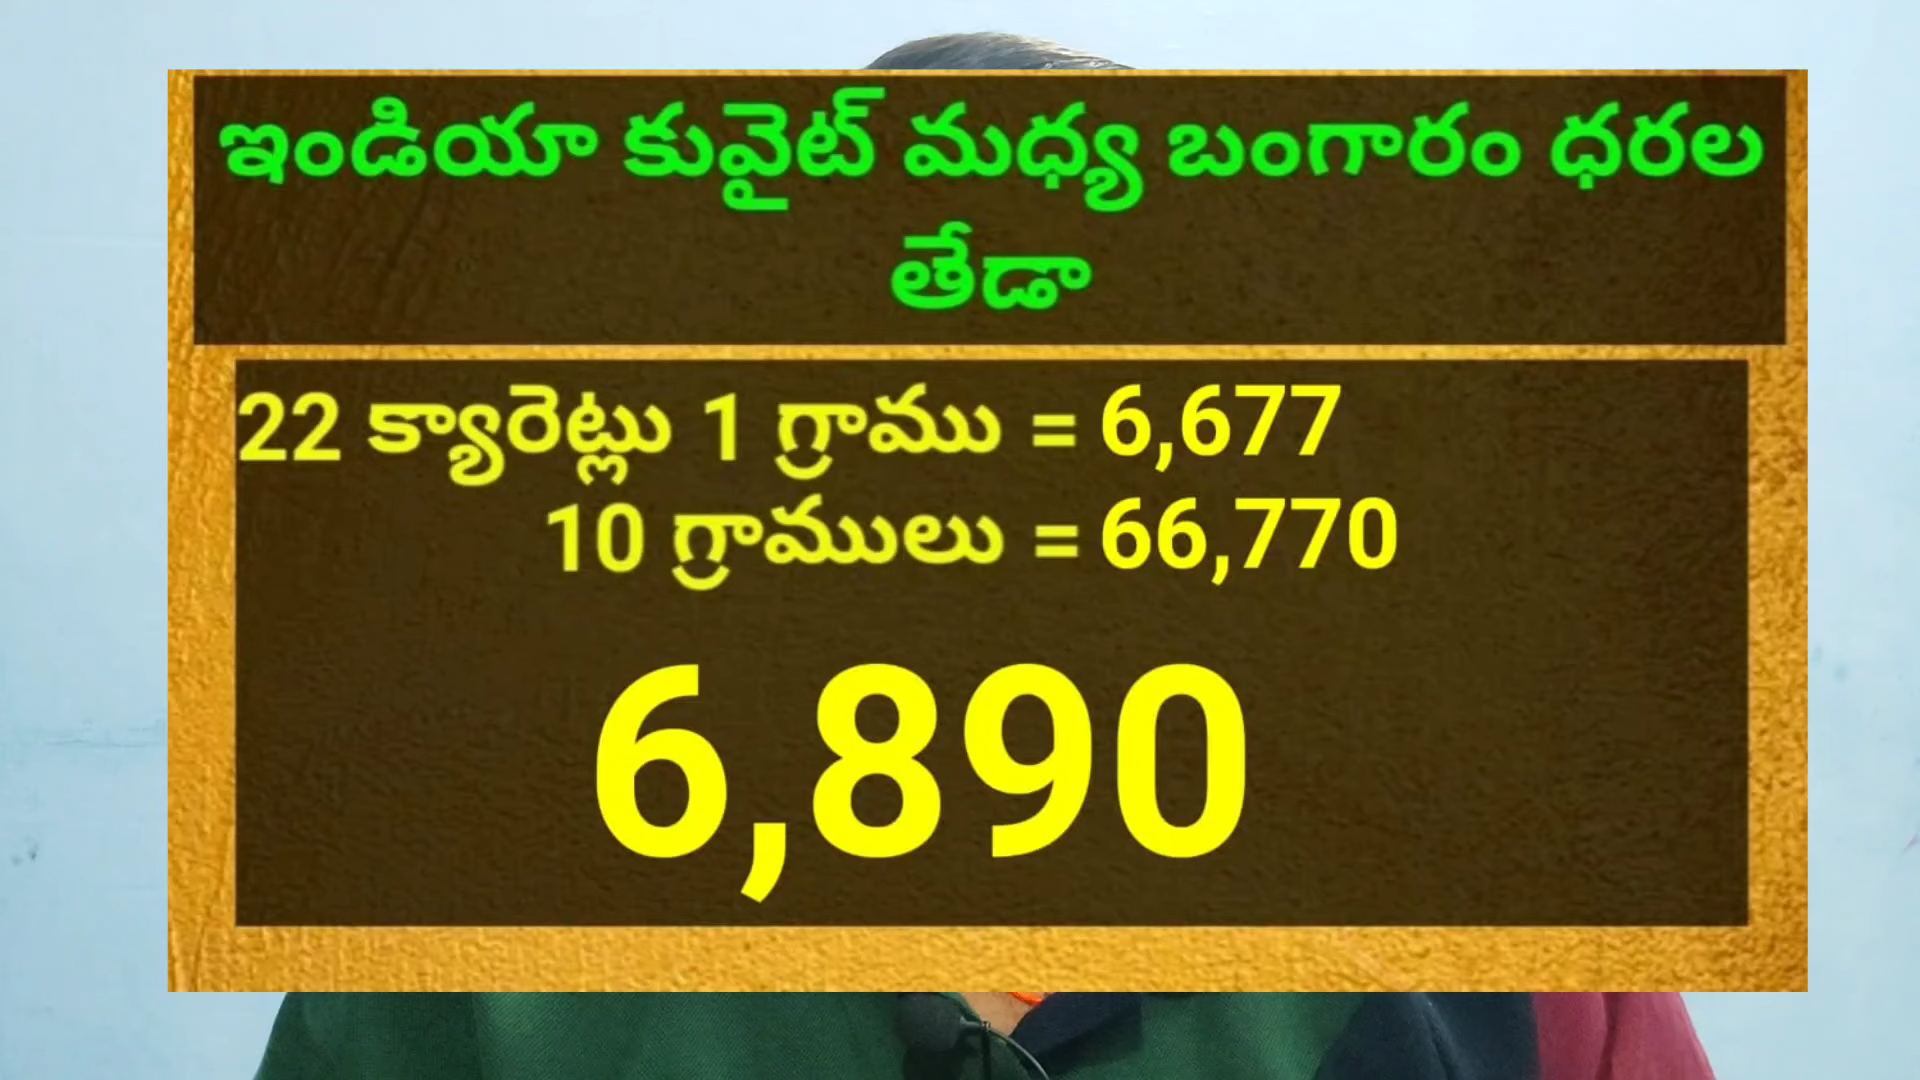 ఇండియా కువైట్ మధ్య బంగారం ధరల
తేడా
22 క్యారెట్లు 1 గ్రాము = 6,677
10 గ్రాములు = 66,770
6,890